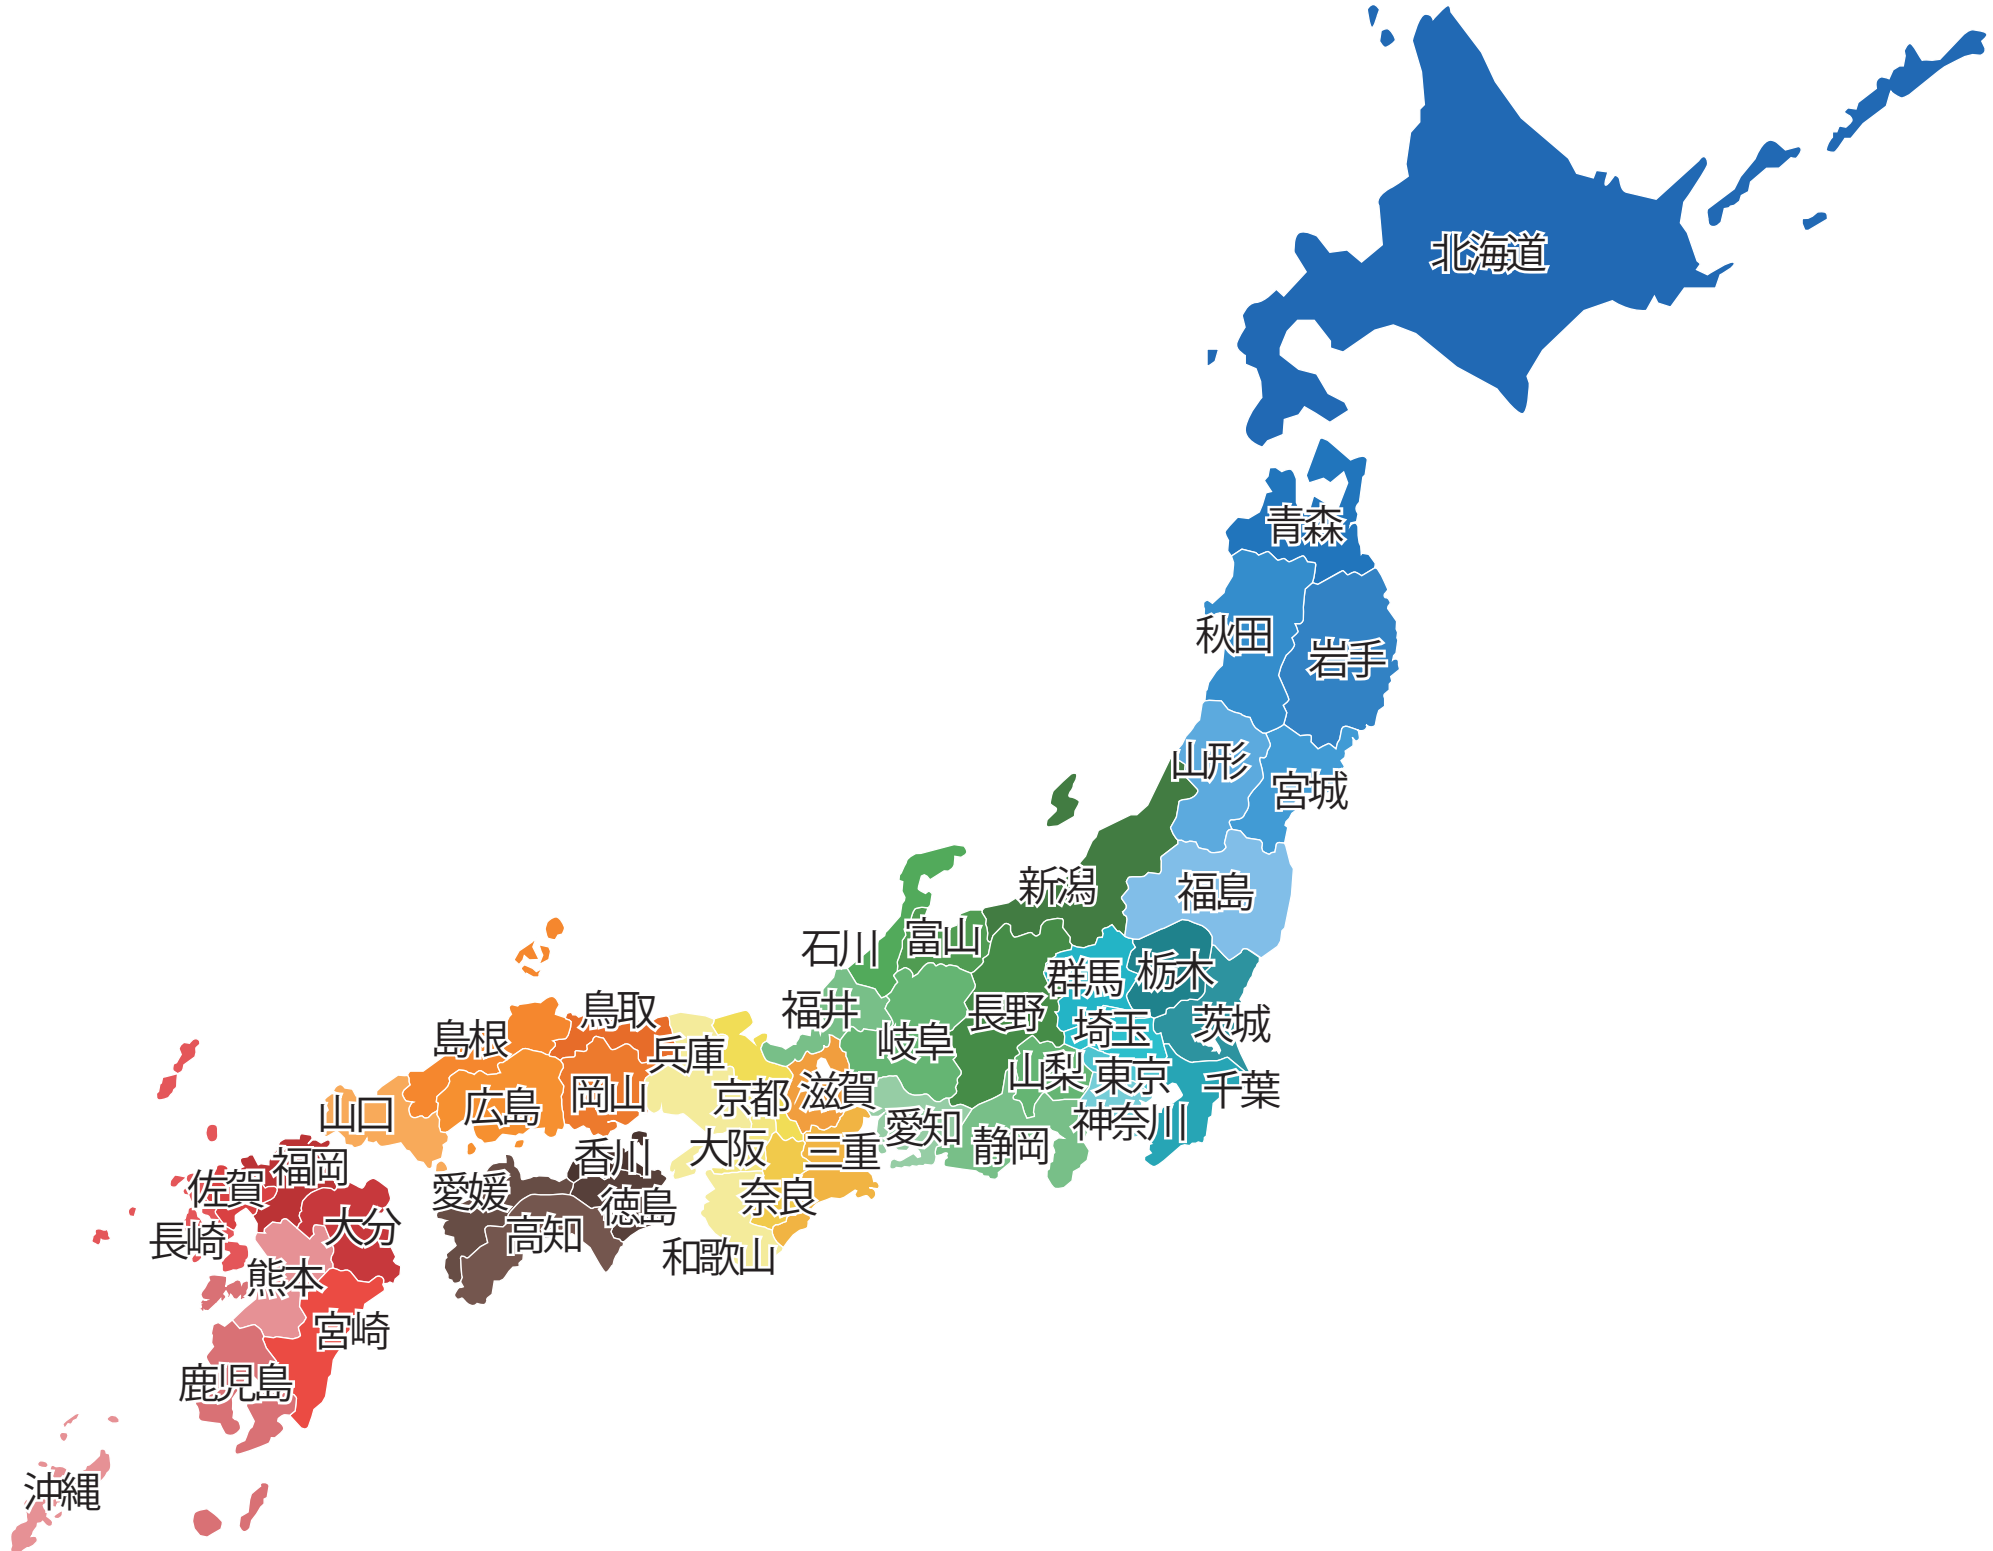 北海道
青森
秋田
岩手
山形
宮城
新潟
福島
石川
富山
群馬
栃木
福井
長野
埼玉
茨城
鳥取
島根
兵庫
岐阜
山梨
東京
千葉
山口
広島
岡山
京都
滋賀
愛知
静岡
神奈川
大阪
三重
香川
福岡
佐賀
愛媛
高知
徳島
奈良
長崎
大分
和歌山
熊本
宮崎
鹿児島
沖縄